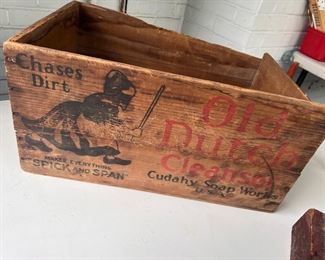 Chases
Dirt
MAKES EVERYTHING
"SPICK AND SPAN"
Old
Dutch
Cleanser
Cudahy Soap Works
U.S.A.